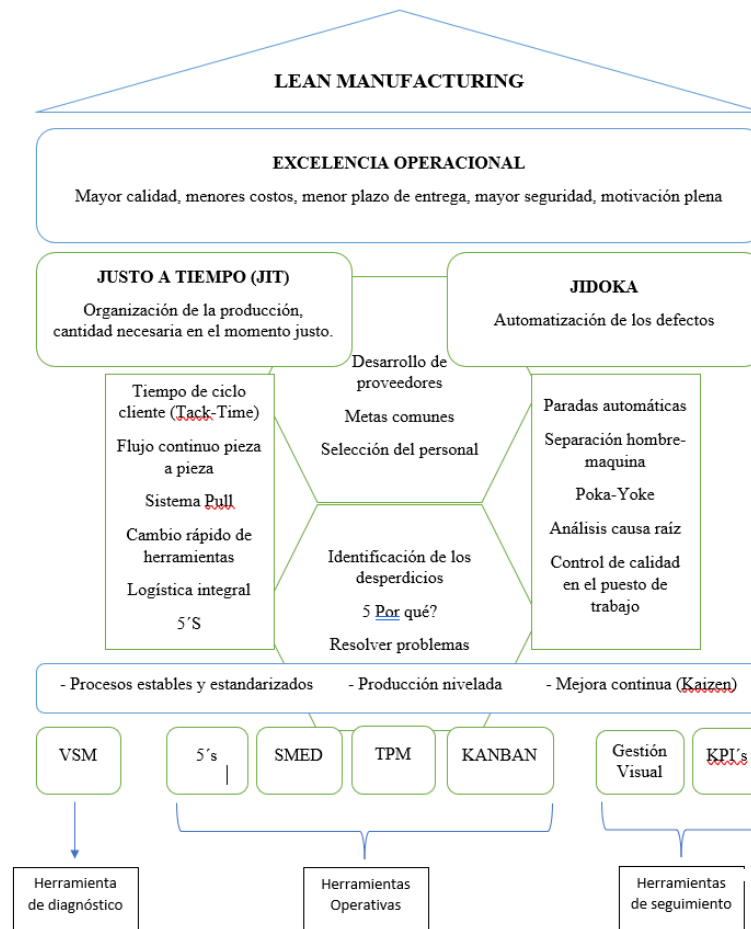 LEAN MANUFACTURING
EXCELENCIA OPERACIONAL
Mayor calidad, menores costos, menor plazo de entrega, mayor seguridad, motivación plena
JUSTO A TIEMPO (JIT)
Organización de la producción,
cantidad necesaria en el momento justo.
JIDOKA
Automatización de los defectos
Tiempo de ciclo
cliente (Tack-Time)
Flujo continuo pieza
a pieza
Sistema Pull
Cambio rápido de
herramientas
Logística integral
5´S
Desarrollo de
proveedores
Metas comunes
Selección del personal
Identificación de los
desperdicios
5 Por qué?
Resolver problemas
Paradas automáticas
Separación hombre-
maquina
Poka-Yoke
Análisis causa raíz
Control de calidad
en el puesto de
trabajo
- Procesos estables y estandarizados - Producción nivelada - Mejora continua (Kaizen)
VSM
5´s
SMED
TPM
KANBAN
Gestión
Visual
KPI´s
Herramienta
de diagnóstico
Herramientas
Operativas
Herramientas
de seguimiento